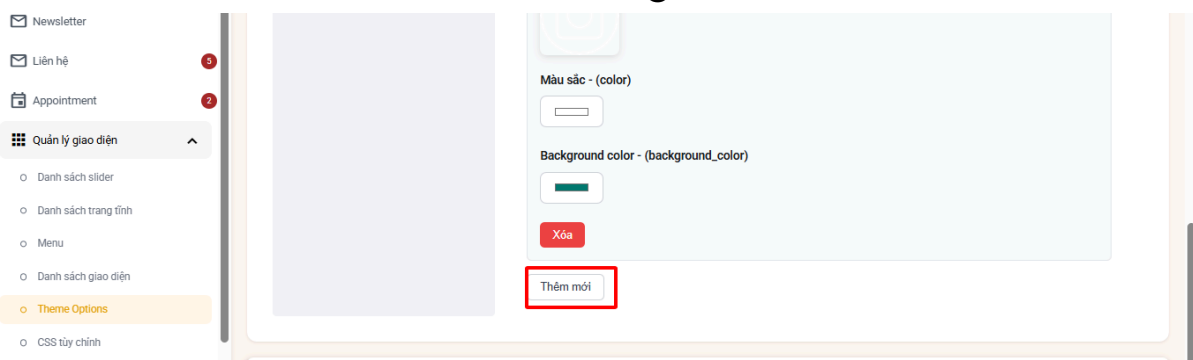 Newsletter
Liên hệ
5
Appointment
2
Quản lý giao diện
Danh sách slider
Danh sách trang tĩnh
Menu
Danh sách giao diện
Theme Options
CSS tùy chỉnh
Màu sắc - (color)
Background color - (background_color)
Xóa
Thêm mới